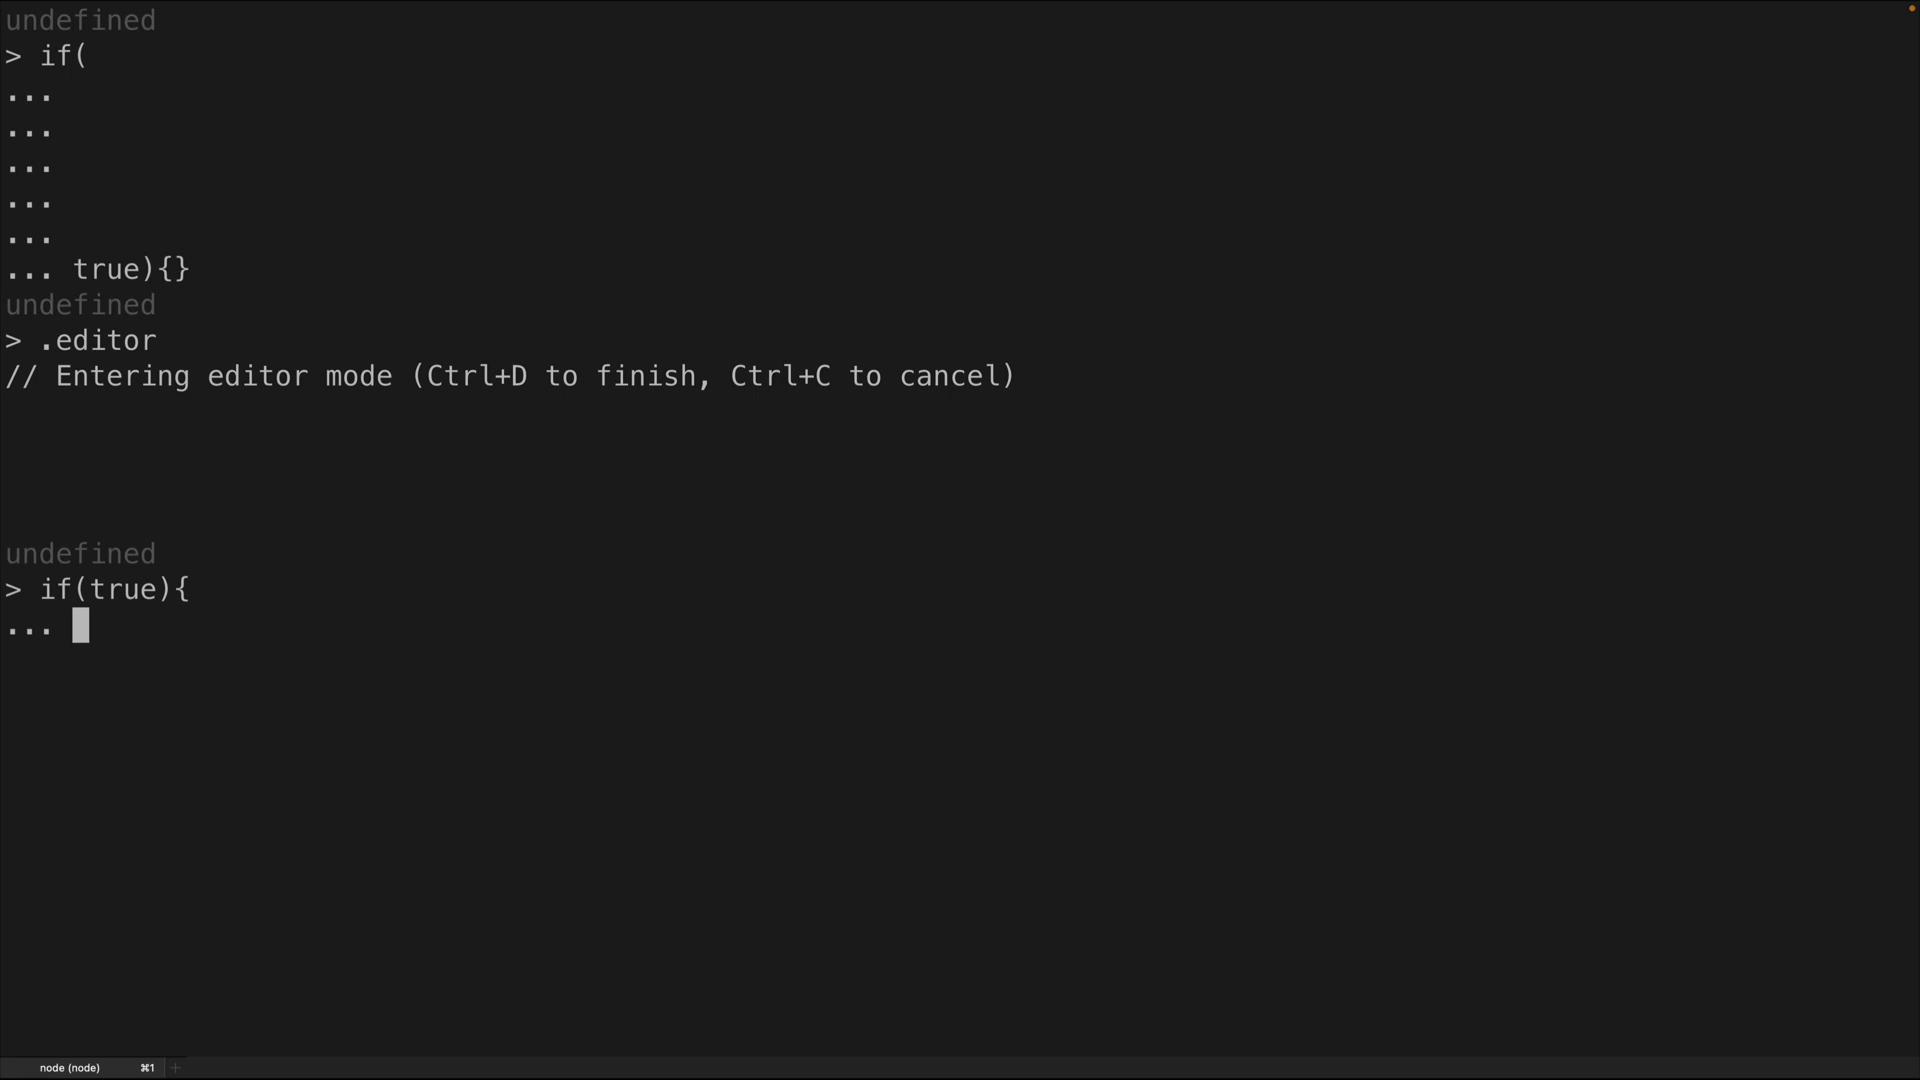 undefined
> if(
...
...
...
...
...
... true){}
undefined
> .editor
// Entering editor mode (Ctrl+D to finish, Ctrl+C to cancel)
undefined
> if(true){
...
node (node) ⌘1 +